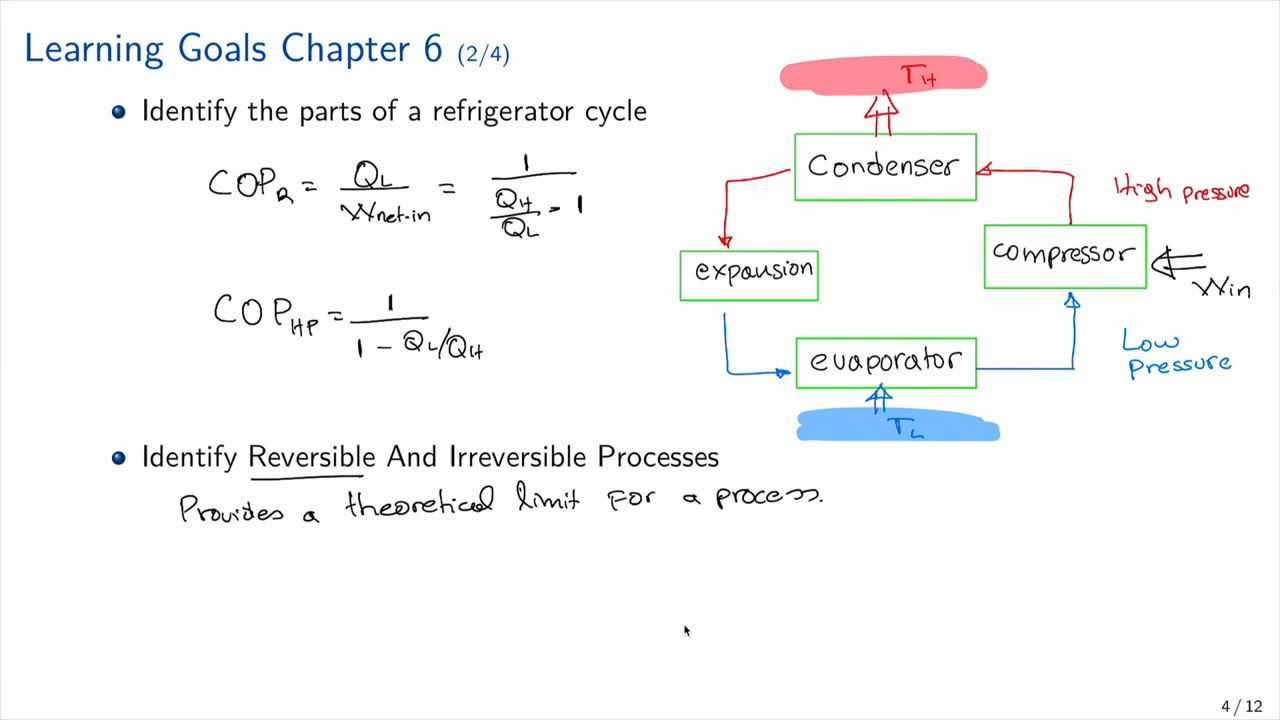 Learning Goals Chapter 6 (2/4)
Identify the parts of a refrigerator cycle
COP_R = Q_L / W_net-in = 1 / (Q_H/Q_L - 1)
COP_HP = 1 / (1 - Q_L/Q_H)
T_H
Condenser
High pressure
expansion
compressor
Win
evaporator
Low
pressure
T_L
Identify Reversible And Irreversible Processes
Provides a theoretical limit For a process.
4 / 12